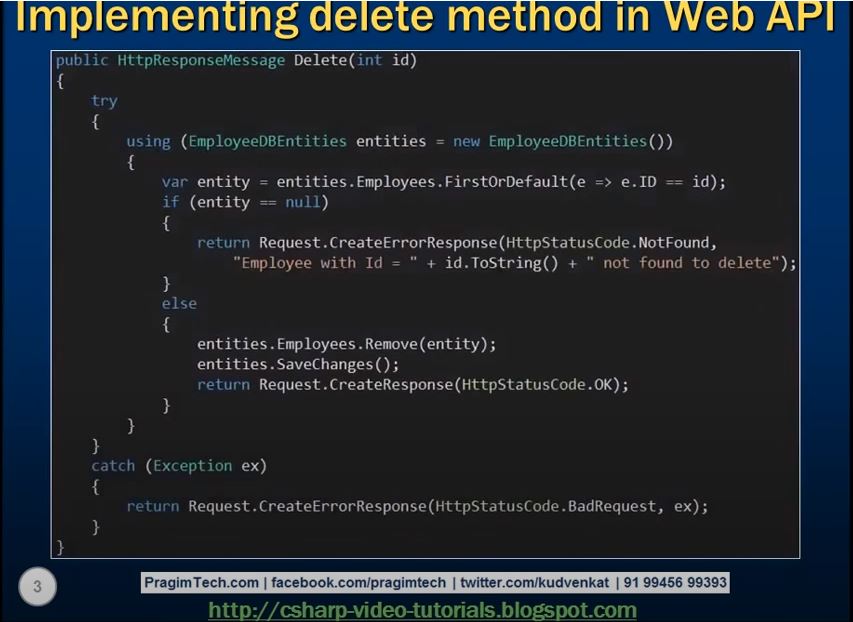 Implementing delete method in Web API
public HttpResponseMessage Delete(int id)
{
    try
    {
        using (EmployeeDBEntities entities = new EmployeeDBEntities())
        {
            var entity = entities.Employees.FirstOrDefault(e => e.ID == id);
            if (entity == null)
            {
                return Request.CreateErrorResponse(HttpStatusCode.NotFound,
                    "Employee with Id = " + id.ToString() + " not found to delete");
            }
            else
            {
                entities.Employees.Remove(entity);
                entities.SaveChanges();
                return Request.CreateResponse(HttpStatusCode.OK);
            }
        }
    }
    catch (Exception ex)
    {
        return Request.CreateErrorResponse(HttpStatusCode.BadRequest, ex);
    }
}
3
PragimTech.com | facebook.com/pragimtech | twitter.com/kudvenkat | 91 99456 99393
http://csharp-video-tutorials.blogspot.com